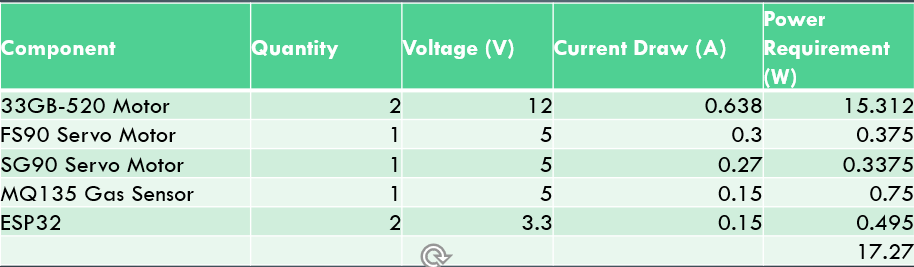 Component Quantity Voltage (V) Current Draw (A) Power Requirement (W)
33GB-520 Motor 2 12 0.638 15.312
FS90 Servo Motor 1 5 0.3 0.375
SG90 Servo Motor 1 5 0.27 0.3375
MQ135 Gas Sensor 1 5 0.15 0.75
ESP32 2 3.3 0.15 0.495
17.27